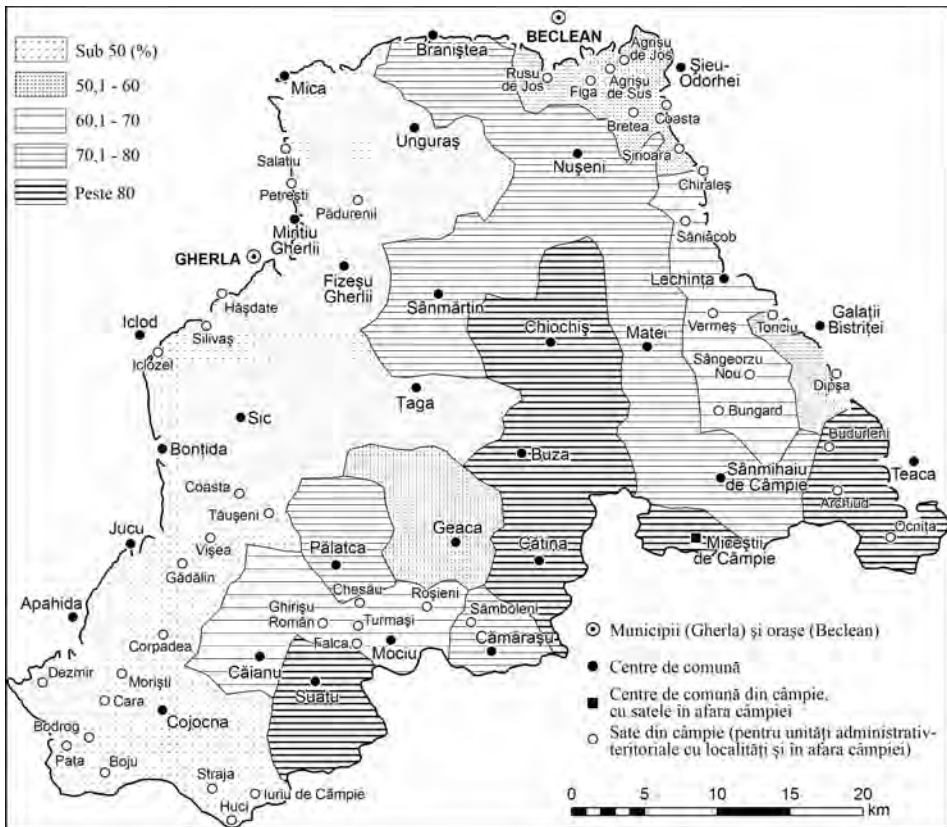 Sub 50 (%)
50,1 - 60
60,1 - 70
70,1 - 80
Peste 80
BECLEAN
Braniștea
Agrișu
de Jos
Rusu
de Jos
Figa
Agrișu
de Sus
Șieu-
Odorhei
Mica
Bretea
Coasta
Unguraș
Salatiu
Nușeni
Șinoara
Petrești
Chiraleș
Pădurenii
Mintiu
Gherlii
Săniăcob
GHERLA
Fizeșu
Gherlii
Lechința
Hășdate
Sânmărtin
Iclod
Silivaș
Chiochiș
Matei
Vermeș
Tonciu
Galații
Bistriței
Iclozel
Sângeorzu
Nou
Dipșa
Țaga
Sic
Bungard
Bonțida
Budurleni
Buza
Sânmihaiu
de Câmpie
Teaca
Coasta
Archiud
Tăușeni
Jucu
Vișea
Geaca
Ocnița
Pălatca
Cătina
Miceștii
de Câmpie
Gădălin
Chesău
Roșieni
Apahida
Ghirișu
Român
Turmași
Sâmboleni
Corpadea
Falca
Mociu
Cămărașu
Căianu
Dezmir
Moriști
Suatu
Cara
Cojocna
Bodrog
Pata
Boju
Straja
Iuriu de Câmpie
Huci
Municipii (Gherla) și orașe (Beclean)
Centre de comună
Centre de comună din câmpie,
cu satele în afara câmpiei
Sate din câmpie (pentru unități administrativ-
teritoriale cu localități și în afara câmpiei)
0 5 10 15 20
km